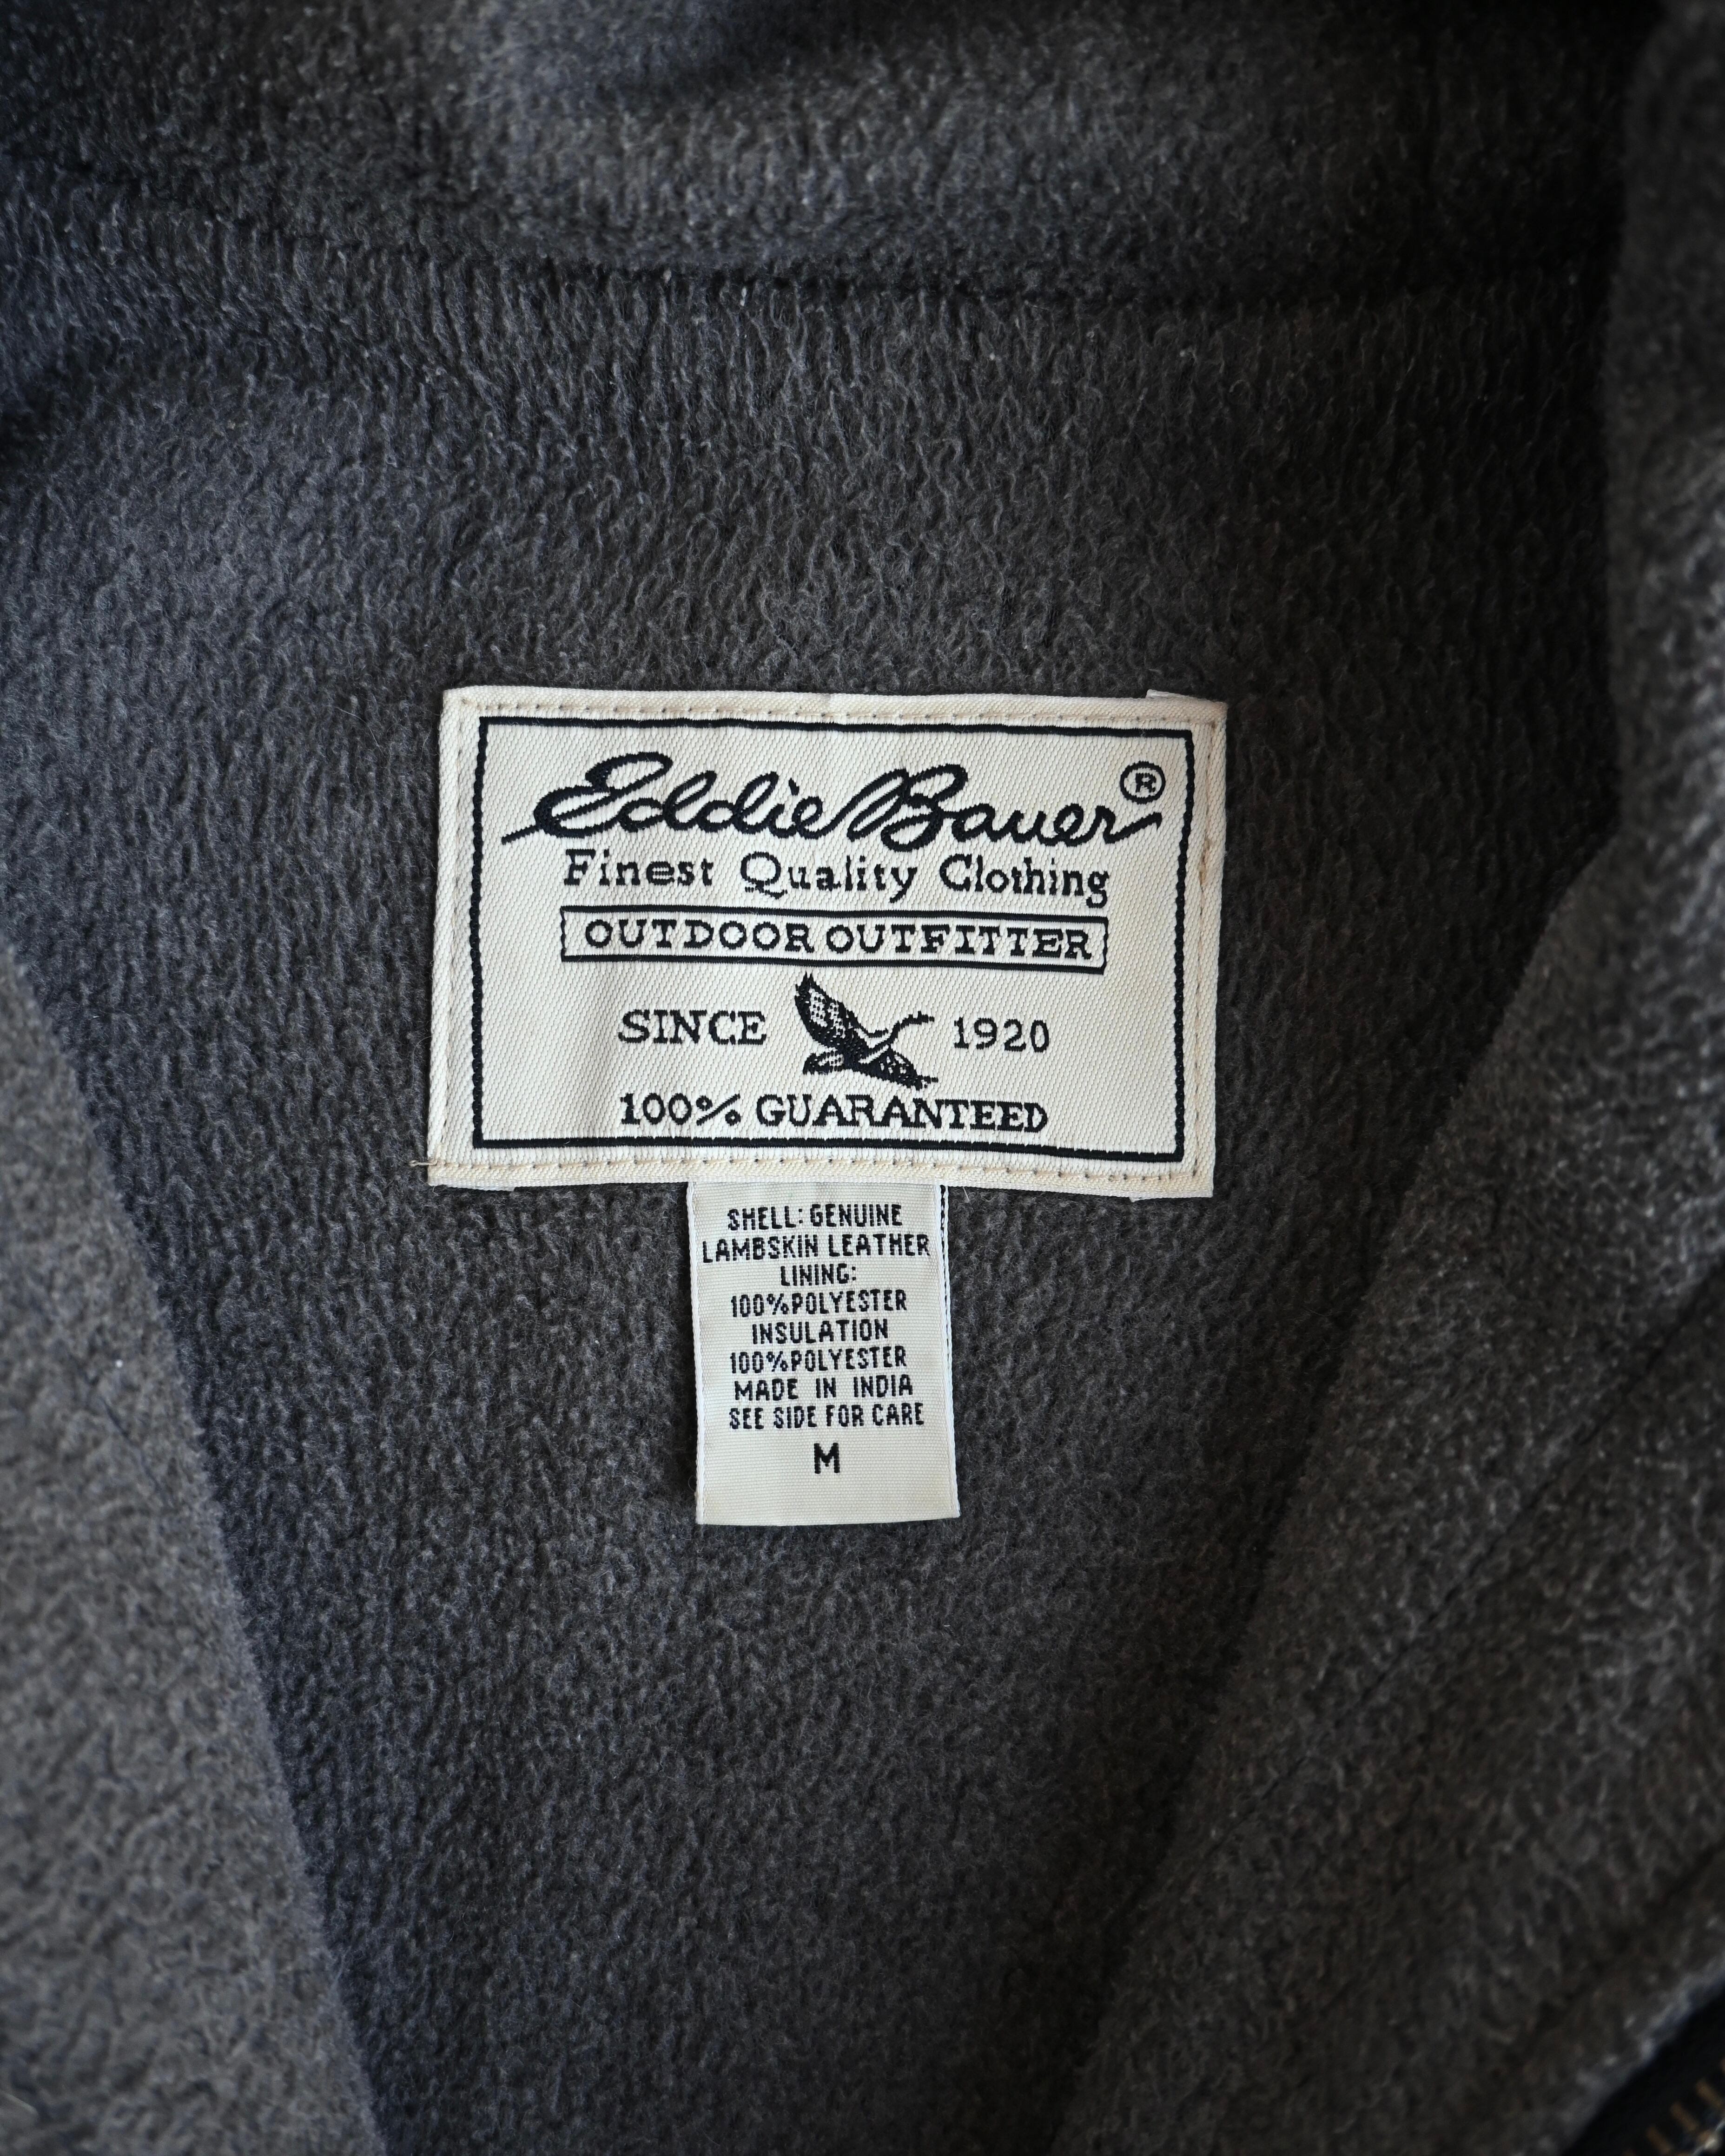 Eddie Bauer ®
Finest Quality Clothing
OUTDOOR OUTFITTER
SINCE 1920
100% GUARANTEED
SHELL: GENUINE
LAMBSKIN LEATHER
LINING:
100%POLYESTER
INSULATION
100%POLYESTER
MADE IN INDIA
SEE SIDE FOR CARE
M